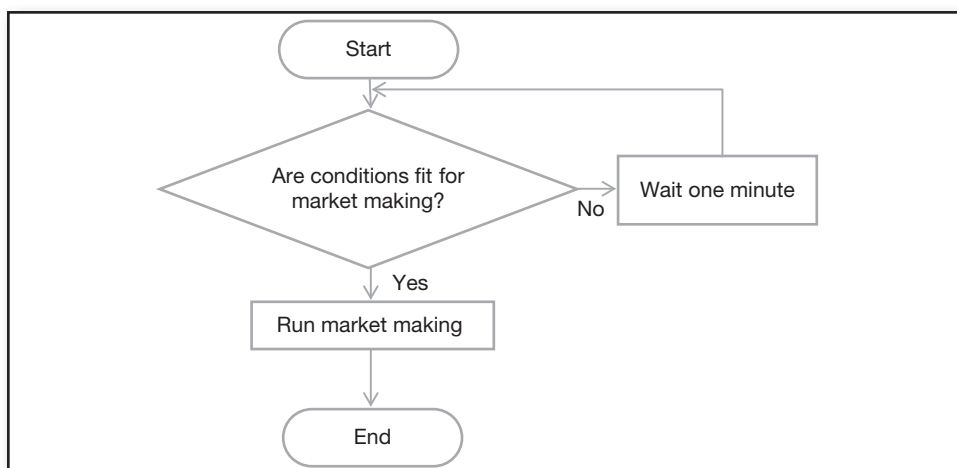 Start
Are conditions fit for
market making?
No
Wait one minute
Yes
Run market making
End